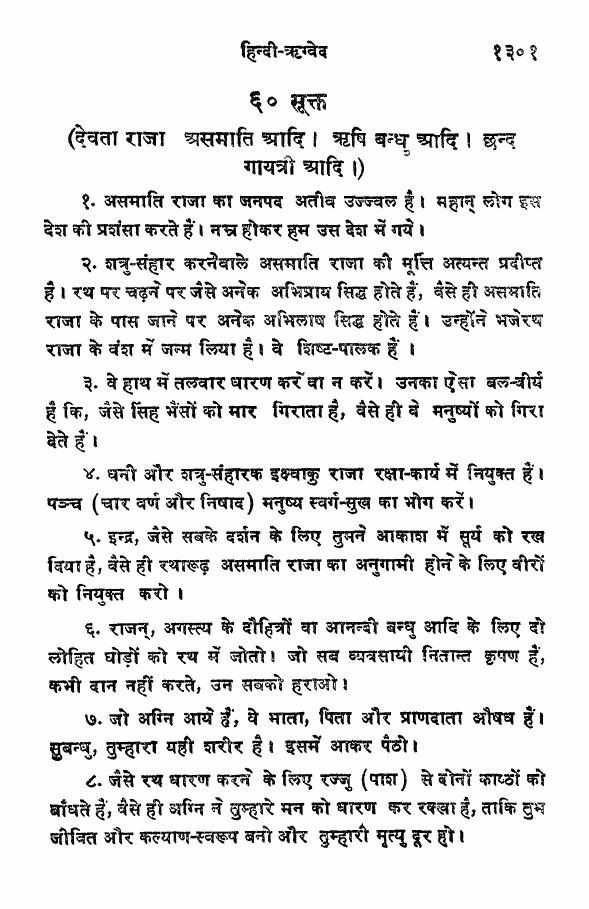 हिन्दी-ऋग्वेद १३०१
६० सूक्त
(देवता राजा असमाति आदि। ऋषि बन्धु आदि। छन्द
गायत्री आदि।)
१. असमाति राजा का जनपद अतीव उज्ज्वल है। महान् लोग इस
देश की प्रशंसा करते हैं। नम्र होकर हम उस देश में गये।
२. शत्रु-संहार करनेवाले असमाति राजा की मूर्त्ति अत्यन्त प्रदीप्त
है। रथ पर चढ़ने पर जैसे अनेक अभिप्राय सिद्ध होते हैं, वैसे ही असमाति
राजा के पास जाने पर अनेक अभिलाष सिद्ध होते हैं। उन्होंने भजेरथ
राजा के वंश में जन्म लिया है। वे शिष्ट-पालक हैं ।
३. वे हाथ में तलवार धारण करें वा न करें। उनका ऐसा बल-वीर्य
है कि, जैसे सिंह भैंसों को मार गिराता है, वैसे ही वे मनुष्यों को गिरा
देते हैं।
४. धनी और शत्रु-संहारक इक्ष्वाकु राजा रक्षा-कार्य में नियुक्त हैं।
पञ्च (चार वर्ण और निषाद) मनुष्य स्वर्ग-सुख का भोग करें।
५. इन्द्र, जैसे सबके दर्शन के लिए तुमने आकाश में सूर्य को रख
दिया है, वैसे ही रथारूढ़ असमाति राजा का अनुगामी होने के लिए वीरों
को नियुक्त करो ।
६. राजन्, अगस्त्य के दौहित्रों वा आनन्दी बन्धु आदि के लिए दो
लोहित घोड़ों को रथ में जोतो। जो सब व्यवसायी नितान्त कृपण हैं,
कभी दान नहीं करते, उन सबको हराओ।
७. जो अग्नि आये हैं, वे माता, पिता और प्राणदाता औषध हैं।
सुबन्धु, तुम्हारा यही शरीर है। इसमें आकर पैठो।
८. जैसे रथ धारण करने के लिए रज्जु (पाश) से दोनों काष्ठों को
बाँधते हैं, वैसे ही अग्नि ने तुम्हारे मन को धारण कर रक्खा है, ताकि तुम
जीवित और कल्याण-स्वरूप बनो और तुम्हारी मृत्यु दूर हो।